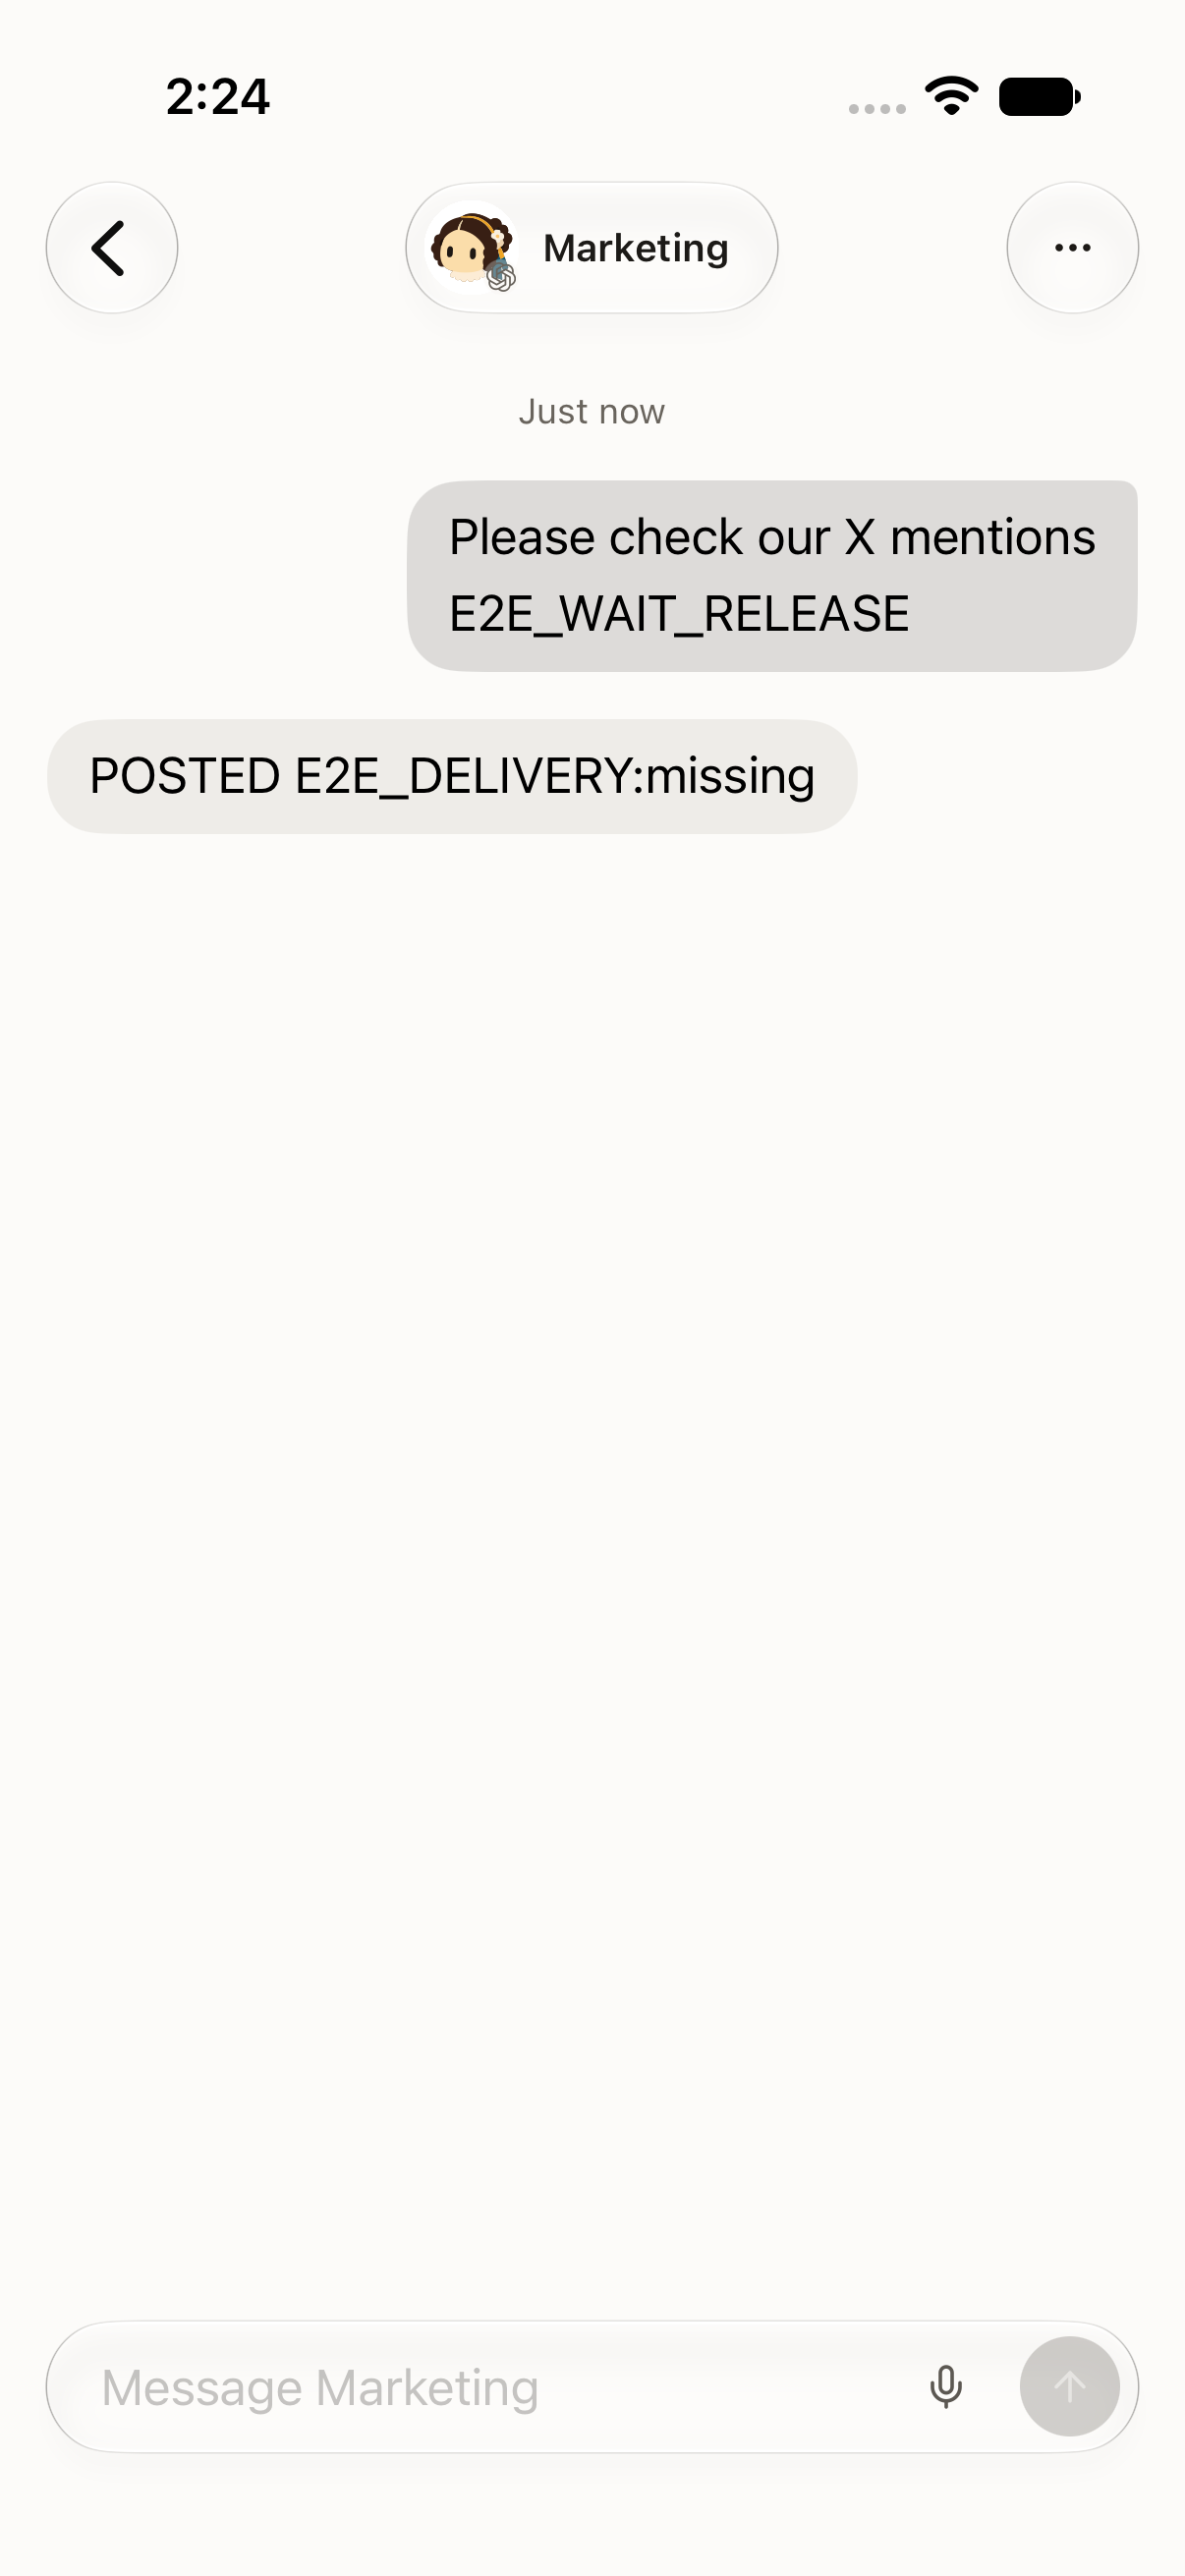 2:24
Marketing
Just now
Please check our X mentions
E2E_WAIT_RELEASE
POSTED E2E_DELIVERY:missing
Message Marketing